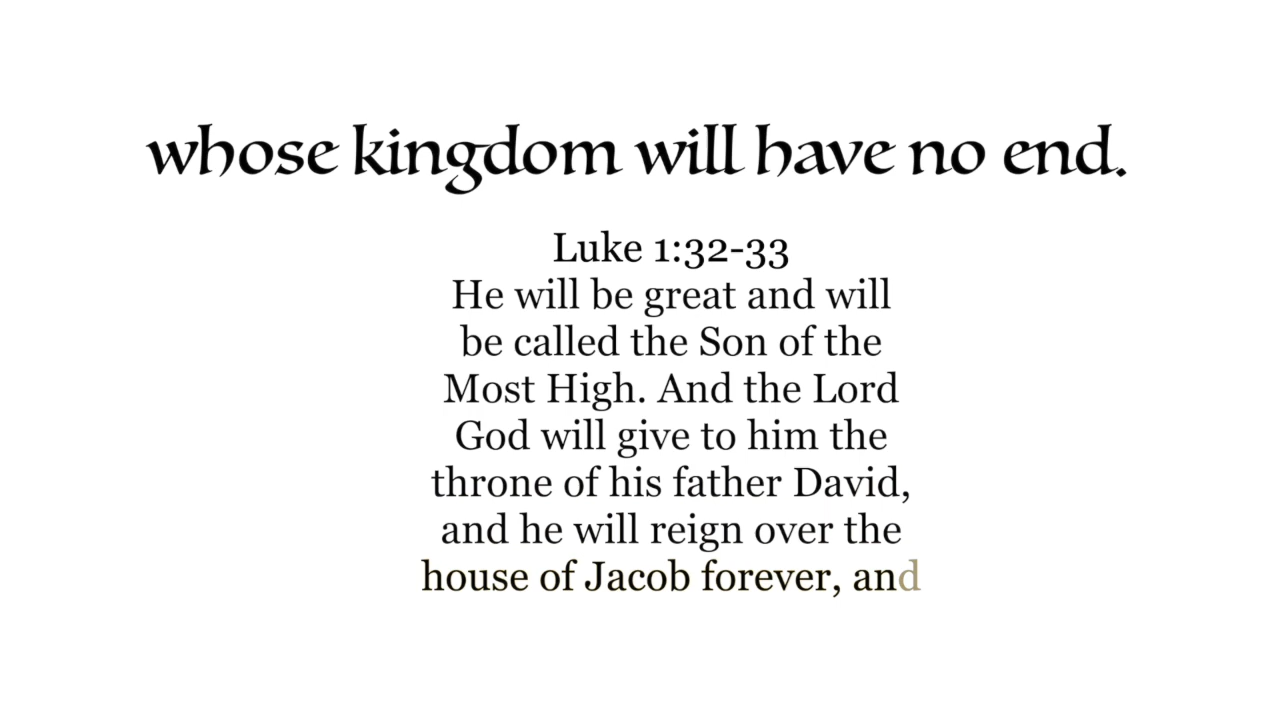 whose kingdom will have no end.
Luke 1:32-33
He will be great and will
be called the Son of the
Most High. And the Lord
God will give to him the
throne of his father David,
and he will reign over the
house of Jacob forever, and